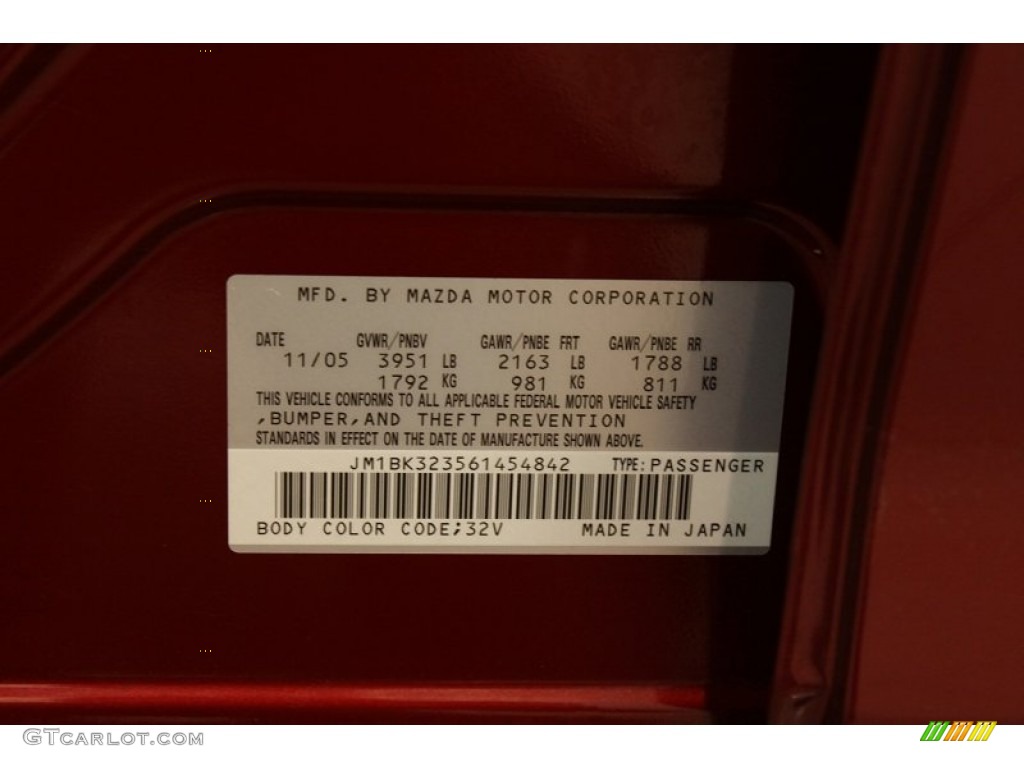 MFD. BY MAZDA MOTOR CORPORATION
DATE GVWR/PNBV GAWR/PNBE FRT GAWR/PNBE RR
11/05 3951 LB 2163 LB 1788 LB
1792 KG 981 KG 811 KG
THIS VEHICLE CONFORMS TO ALL APPLICABLE FEDERAL MOTOR VEHICLE SAFETY
,BUMPER,AND THEFT PREVENTION
STANDARDS IN EFFECT ON THE DATE OF MANUFACTURE SHOWN ABOVE.
JM1BK323561454842 TYPE: PASSENGER
BODY COLOR CODE;32V MADE IN JAPAN
GTCARLOT.COM